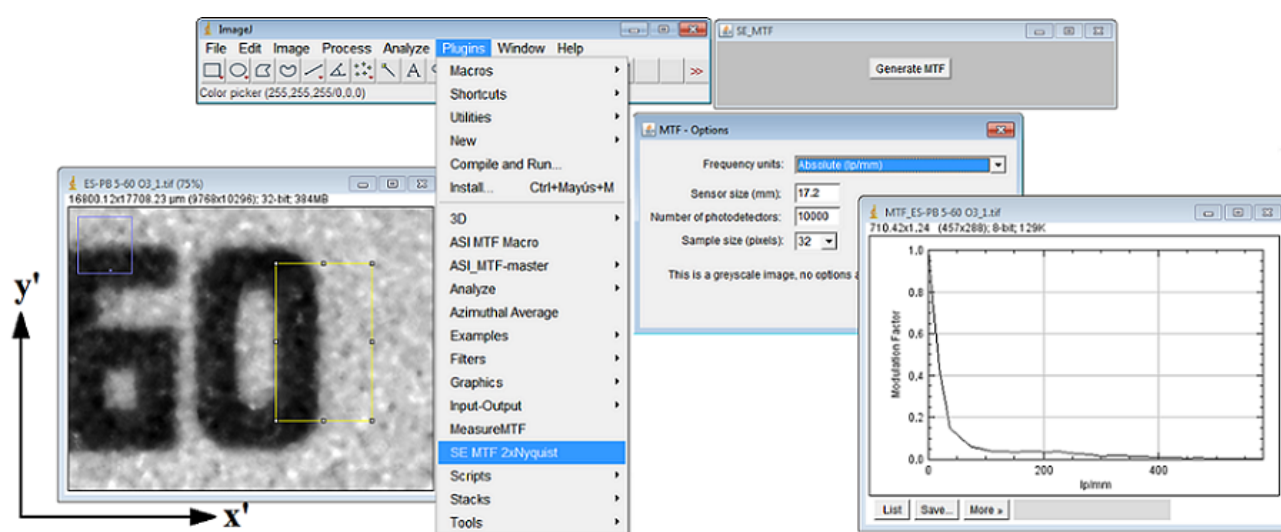 ImageJ
File Edit Image Process Analyze Plugins Window Help
Color picker (255,255,255/0,0,0)
SE_MTF
Generate MTF
Macros
Shortcuts
Utilities
New
Compile and Run...
Install... Ctrl+Mayús+M
3D
ASI MTF Macro
ASI_MTF-master
Analyze
Azimuthal Average
Examples
Filters
Graphics
Input-Output
MeasureMTF
SE MTF 2xNyquist
Scripts
Stacks
Tools
MTF - Options
Frequency units: Absolute (lp/mm)
Sensor size (mm): 17.2
Number of photodetectors: 10000
Sample size (pixels): 32
This is a greyscale image, no options a
ES-PB 5-60 O3_1.tif (75%)
16800.12x17708.23 µm (9768x10296); 32-bit; 384MB
60
y'
x'
MTF_ES-PB 5-60 O3_1.tif
710.42x1.24 (457x288); 8-bit; 129K
1.0
0.8
0.6
0.4
0.2
0.0
Modulation Factor
0 200 400
lp/mm
List Save... More »